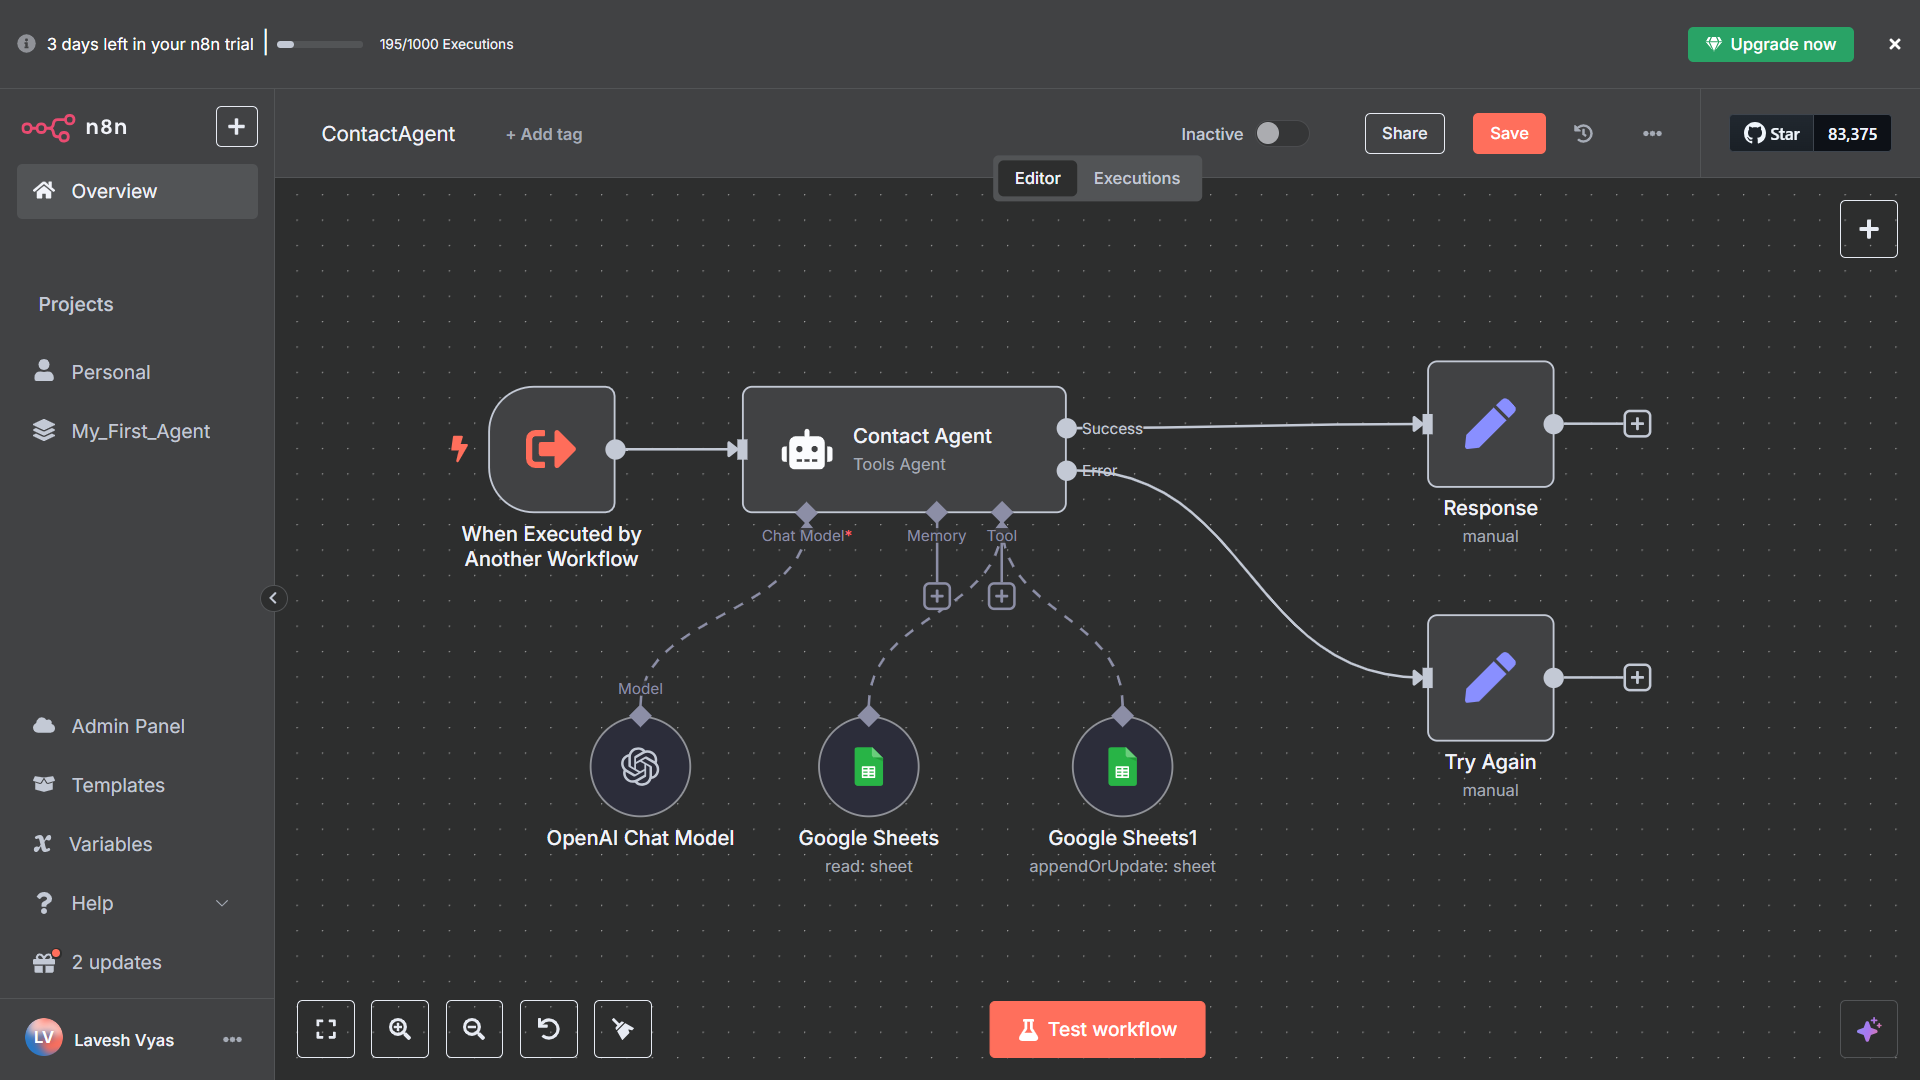 3 days left in your n8n trial
195/1000 Executions
Upgrade now
n8n
ContactAgent
+ Add tag
Inactive
Share
Save
Star
83,375
Editor
Executions
Overview
Projects
Personal
My_First_Agent
Admin Panel
Templates
Variables
Help
2 updates
LV
Lavesh Vyas
When Executed by
Another Workflow
Contact Agent
Tools Agent
Success
Error
Chat Model*
Memory
Tool
Response
manual
Try Again
manual
Model
OpenAI Chat Model
Google Sheets
read: sheet
Google Sheets1
appendOrUpdate: sheet
Test workflow